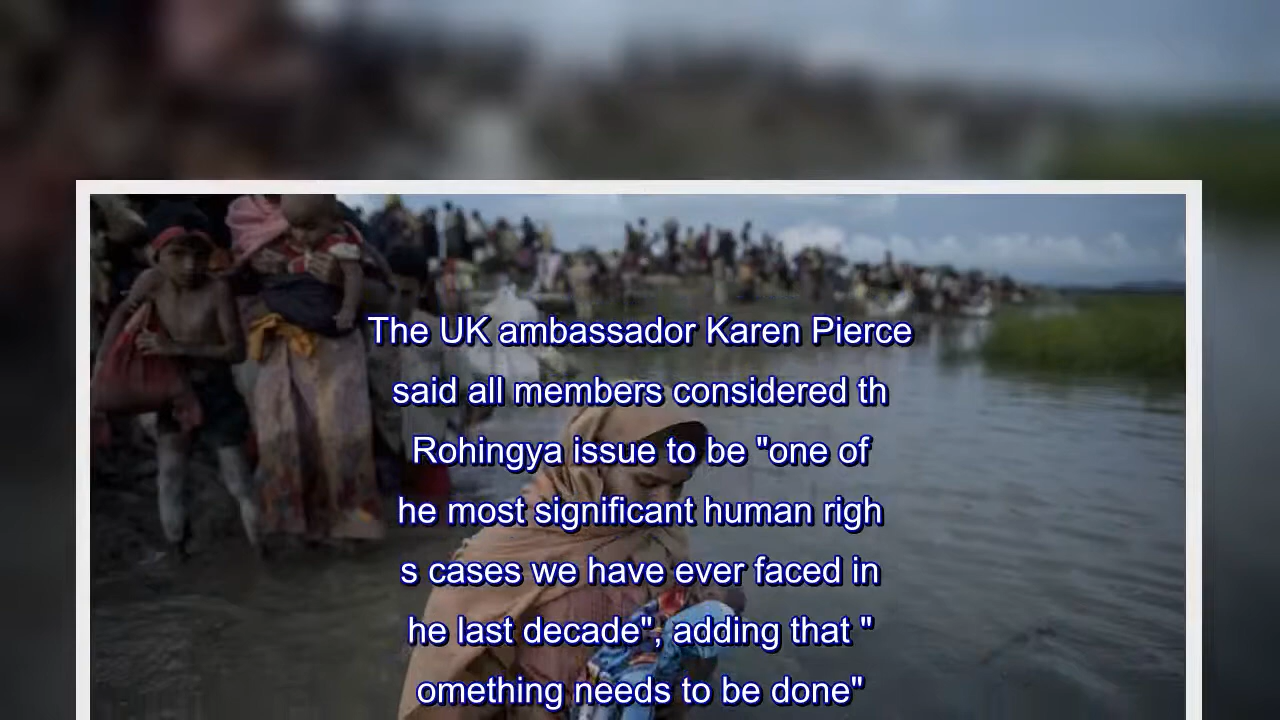 The UK ambassador Karen Pierce
said all members considered th
Rohingya issue to be "one of
he most significant human righ
s cases we have ever faced in
he last decade", adding that "
omething needs to be done"